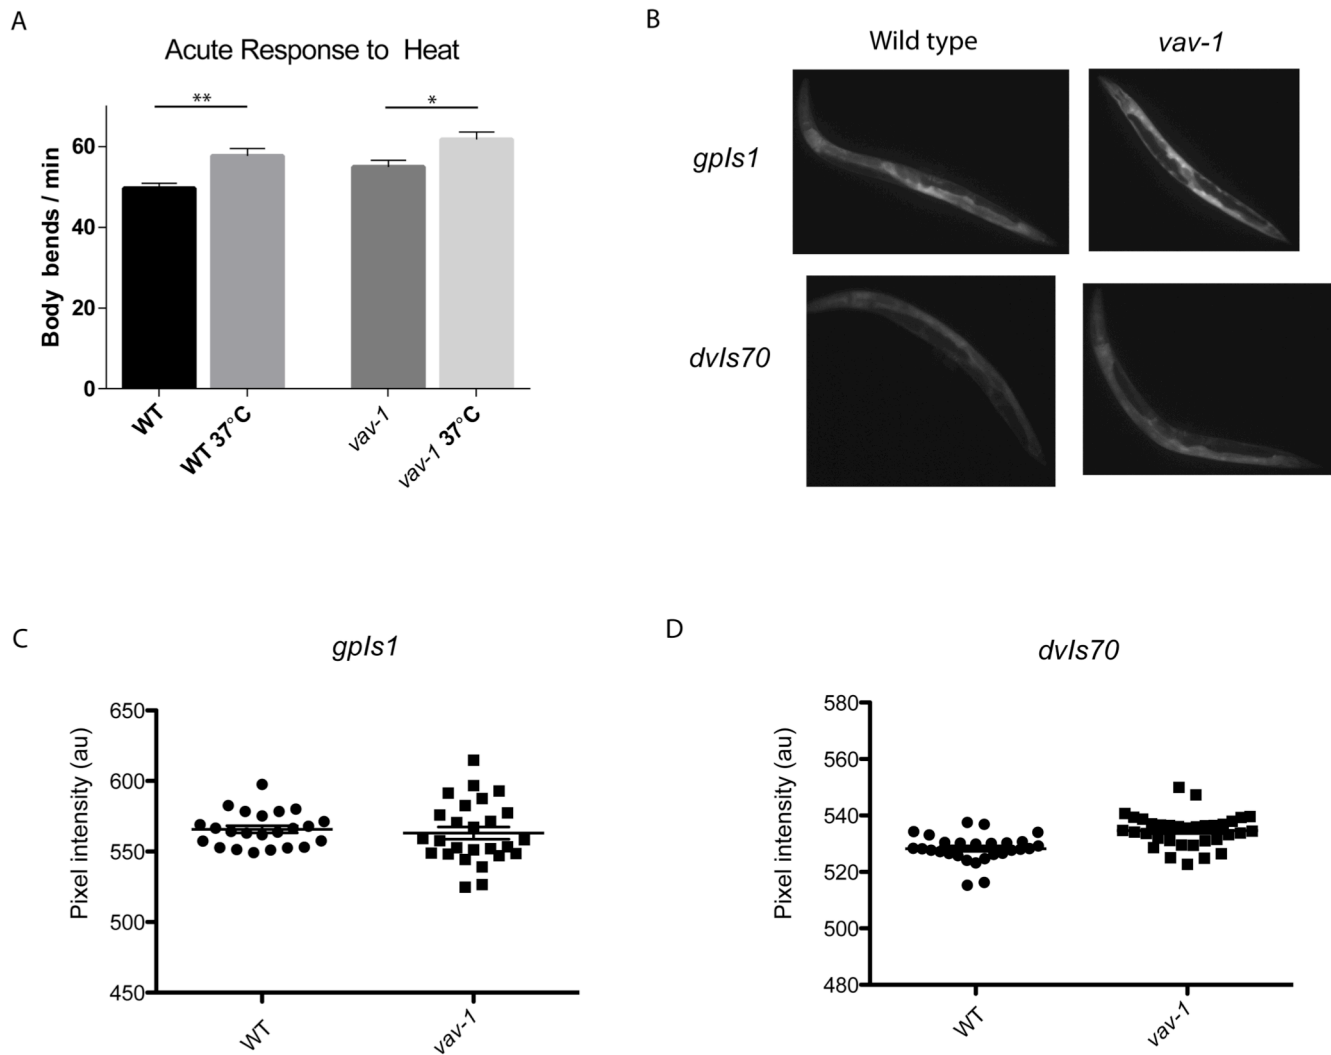 A
Acute Response to Heat
**
*
Body bends / min
60
40
20
0
WT
WT 37°C
vav-1
vav-1 37°C
B
Wild type
vav-1
gpIs1
dvIs70
C
gpIs1
Pixel intensity (au)
650
600
550
500
450
WT
vav-1
D
dvIs70
Pixel intensity (au)
580
560
540
520
500
480
WT
vav-1